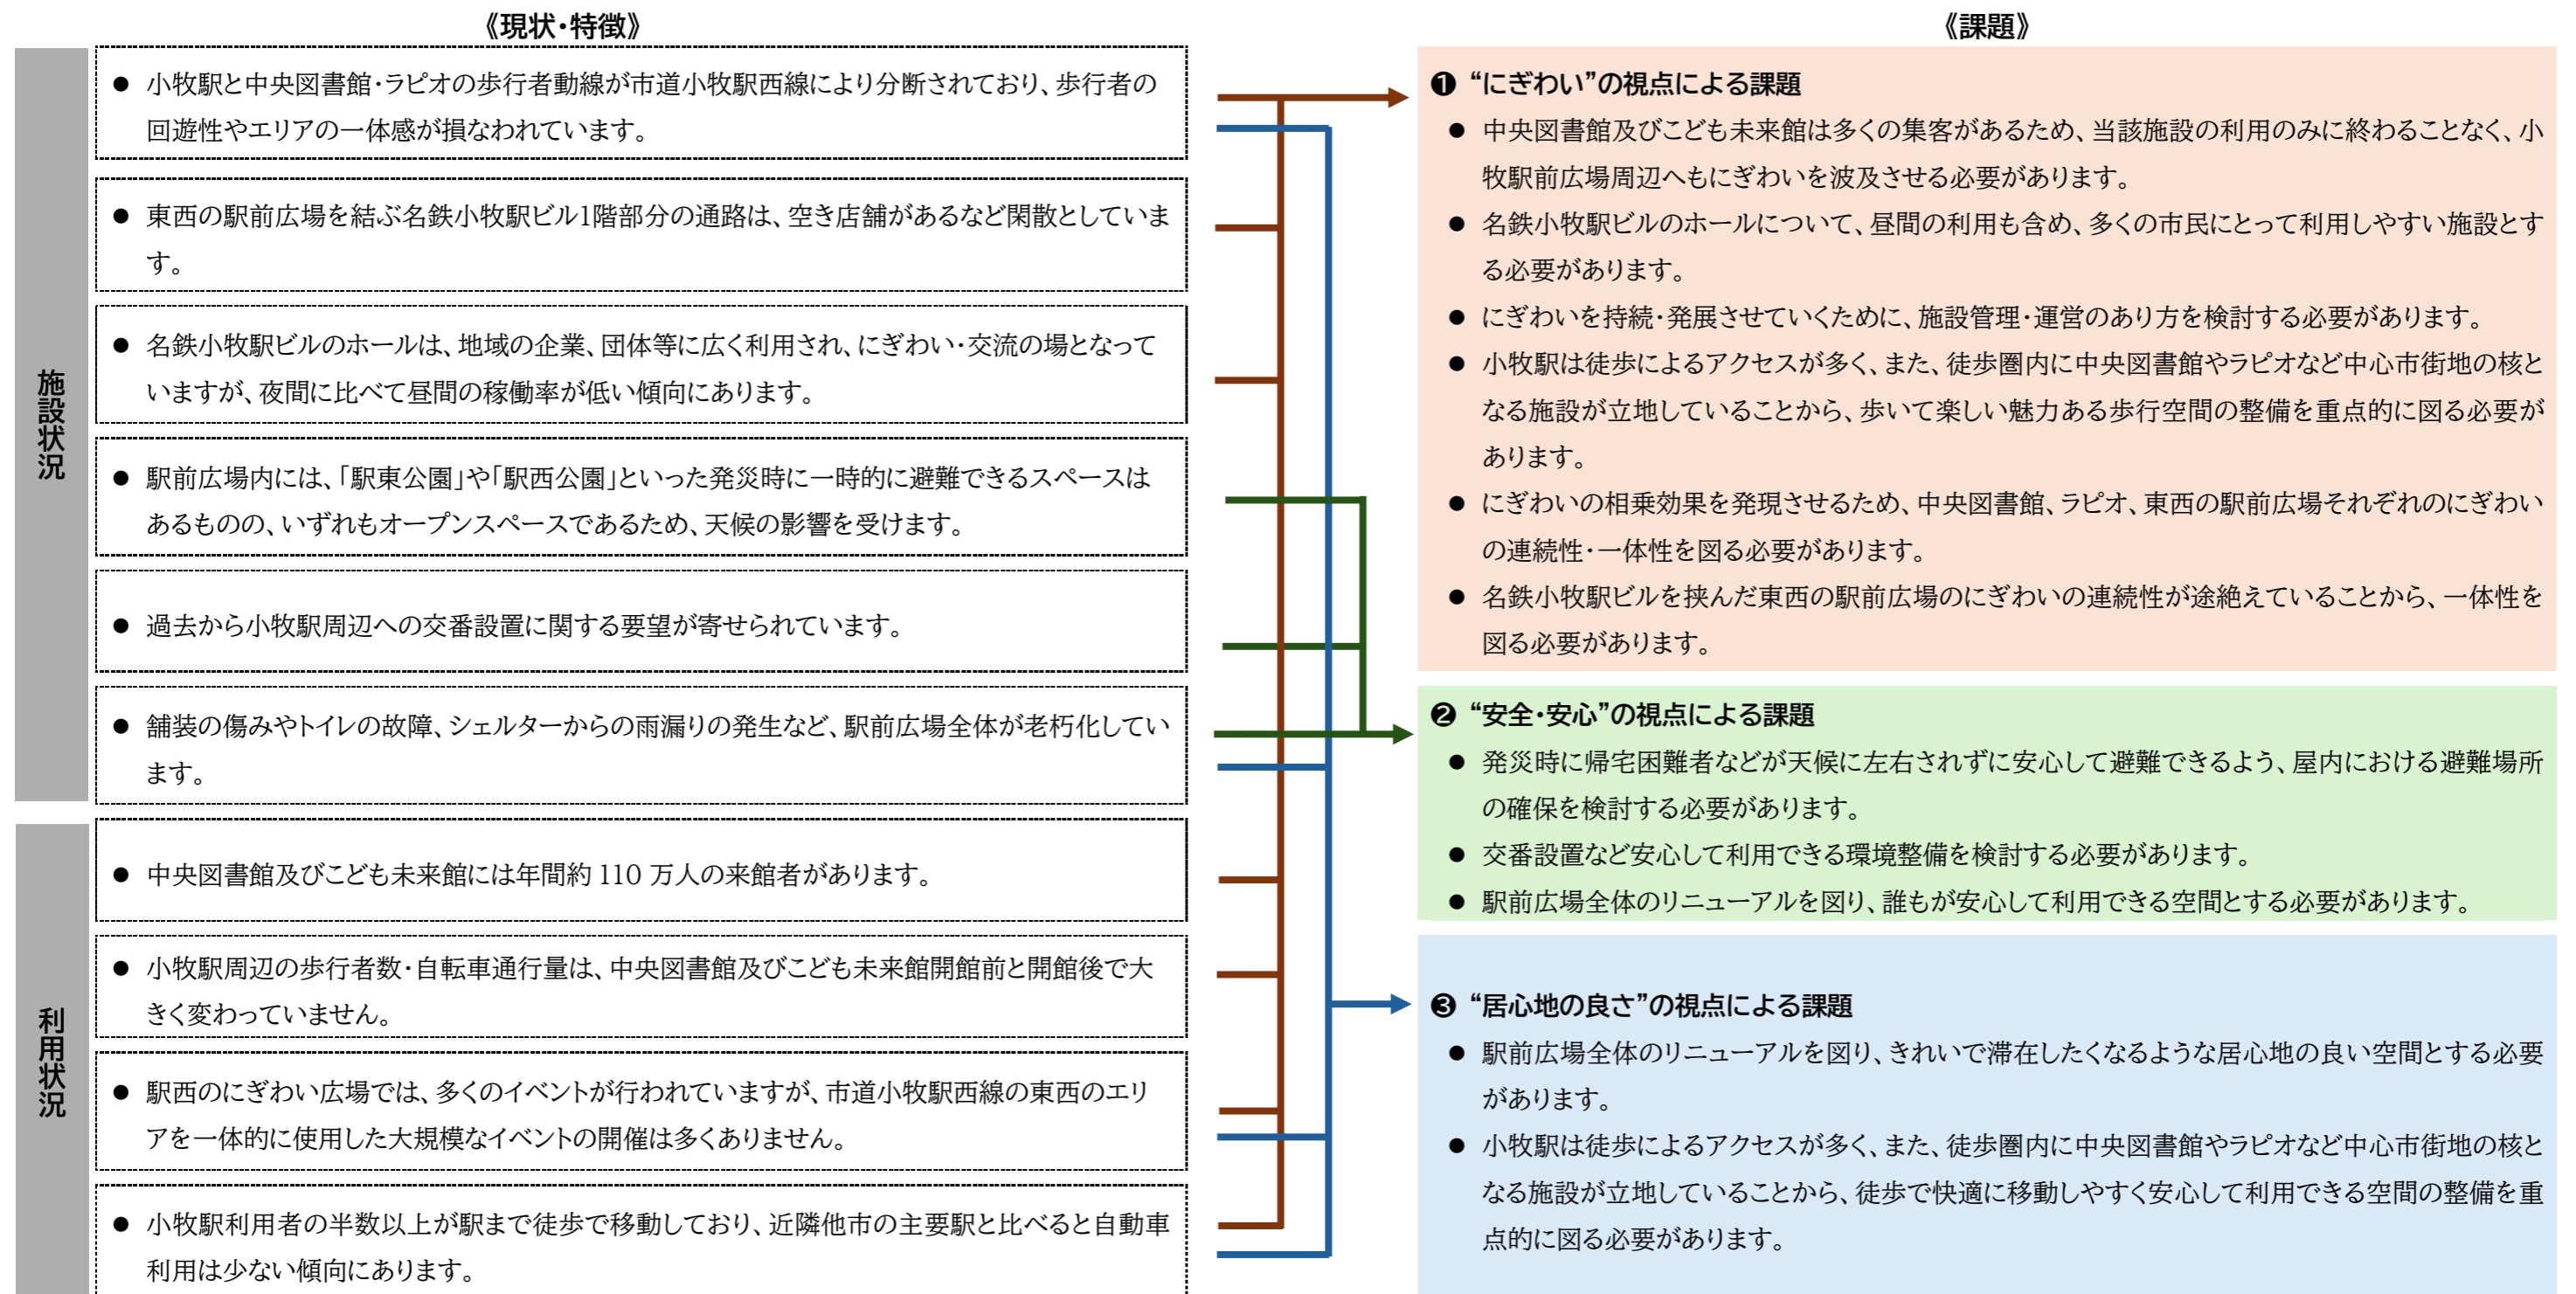 《現状・特徴》
施設状況
● 小牧駅と中央図書館・ラピオの歩行者動線が市道小牧駅西線により分断されており、歩行者の
回遊性やエリアの一体感が損なわれています。
● 東西の駅前広場を結ぶ名鉄小牧駅ビル1階部分の通路は、空き店舗があるなど閑散としていま
す。
● 名鉄小牧駅ビルのホールは、地域の企業、団体等に広く利用され、にぎわい・交流の場となって
いますが、夜間に比べて昼間の稼働率が低い傾向にあります。
● 駅前広場内には、「駅東公園」や「駅西公園」といった発災時に一時的に避難できるスペースは
あるものの、いずれもオープンスペースであるため、天候の影響を受けます。
● 過去から小牧駅周辺への交番設置に関する要望が寄せられています。
● 舗装の傷みやトイレの故障、シェルターからの雨漏りの発生など、駅前広場全体が老朽化してい
ます。
利用状況
● 中央図書館及びこども未来館には年間約 110 万人の来館者があります。
● 小牧駅周辺の歩行者数・自転車通行量は、中央図書館及びこども未来館開館前と開館後で大
きく変わっていません。
● 駅西のにぎわい広場では、多くのイベントが行われていますが、市道小牧駅西線の東西のエリ
アを一体的に使用した大規模なイベントの開催は多くありません。
● 小牧駅利用者の半数以上が駅まで徒歩で移動しており、近隣他市の主要駅と比べると自動車
利用は少ない傾向にあります。
《課題》
❶ “にぎわい”の視点による課題
● 中央図書館及びこども未来館は多くの集客があるため、当該施設の利用のみに終わることなく、小
牧駅前広場周辺へもにぎわいを波及させる必要があります。
● 名鉄小牧駅ビルのホールについて、昼間の利用も含め、多くの市民にとって利用しやすい施設とす
る必要があります。
● にぎわいを持続・発展させていくために、施設管理・運営のあり方を検討する必要があります。
● 小牧駅は徒歩によるアクセスが多く、また、徒歩圏内に中央図書館やラピオなど中心市街地の核と
なる施設が立地していることから、歩いて楽しい魅力ある歩行空間の整備を重点的に図る必要が
あります。
● にぎわいの相乗効果を発現させるため、中央図書館、ラピオ、東西の駅前広場それぞれのにぎわい
の連続性・一体性を図る必要があります。
● 名鉄小牧駅ビルを挟んだ東西の駅前広場のにぎわいの連続性が途絶えていることから、一体性を
図る必要があります。
❷ “安全・安心”の視点による課題
● 発災時に帰宅困難者などが天候に左右されずに安心して避難できるよう、屋内における避難場所
の確保を検討する必要があります。
● 交番設置など安心して利用できる環境整備を検討する必要があります。
● 駅前広場全体のリニューアルを図り、誰もが安心して利用できる空間とする必要があります。
❸ “居心地の良さ”の視点による課題
● 駅前広場全体のリニューアルを図り、きれいで滞在したくなるような居心地の良い空間とする必要
があります。
● 小牧駅は徒歩によるアクセスが多く、また、徒歩圏内に中央図書館やラピオなど中心市街地の核と
なる施設が立地していることから、徒歩で快適に移動しやすく安心して利用できる空間の整備を重
点的に図る必要があります。